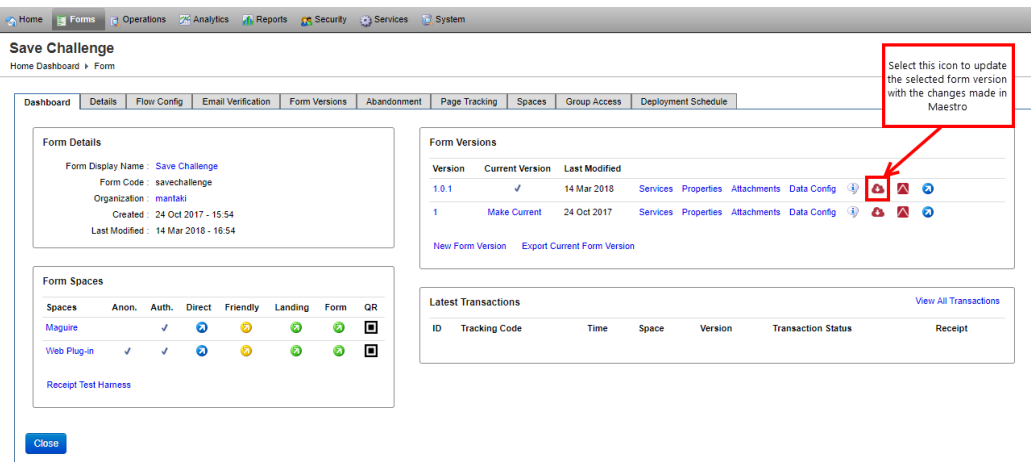 Home Forms Operations Analytics Reports Security Services System
Save Challenge
Home Dashboard Form
Select this icon to update
the selected form version
with the changes made in
Maestro
Dashboard Details Flow Config Email Verification Form Versions Abandonment Page Tracking Spaces Group Access Deployment Schedule
Form Details
Form Display Name : Save Challenge
Form Code : savechallenge
Organization : mantaki
Created : 24 Oct 2017 - 15:54
Last Modified : 14 Mar 2018 - 16:54
Form Versions
Version Current Version Last Modified
1.0.1 14 Mar 2018 Services Properties Attachments Data Config
1 Make Current 24 Oct 2017 Services Properties Attachments Data Config
New Form Version Export Current Form Version
Form Spaces
Spaces Anon. Auth. Direct Friendly Landing Form QR
Maguire
Web Plug-in
Receipt Test Harness
Latest Transactions View All Transactions
ID Tracking Code Time Space Version Transaction Status Receipt
Close